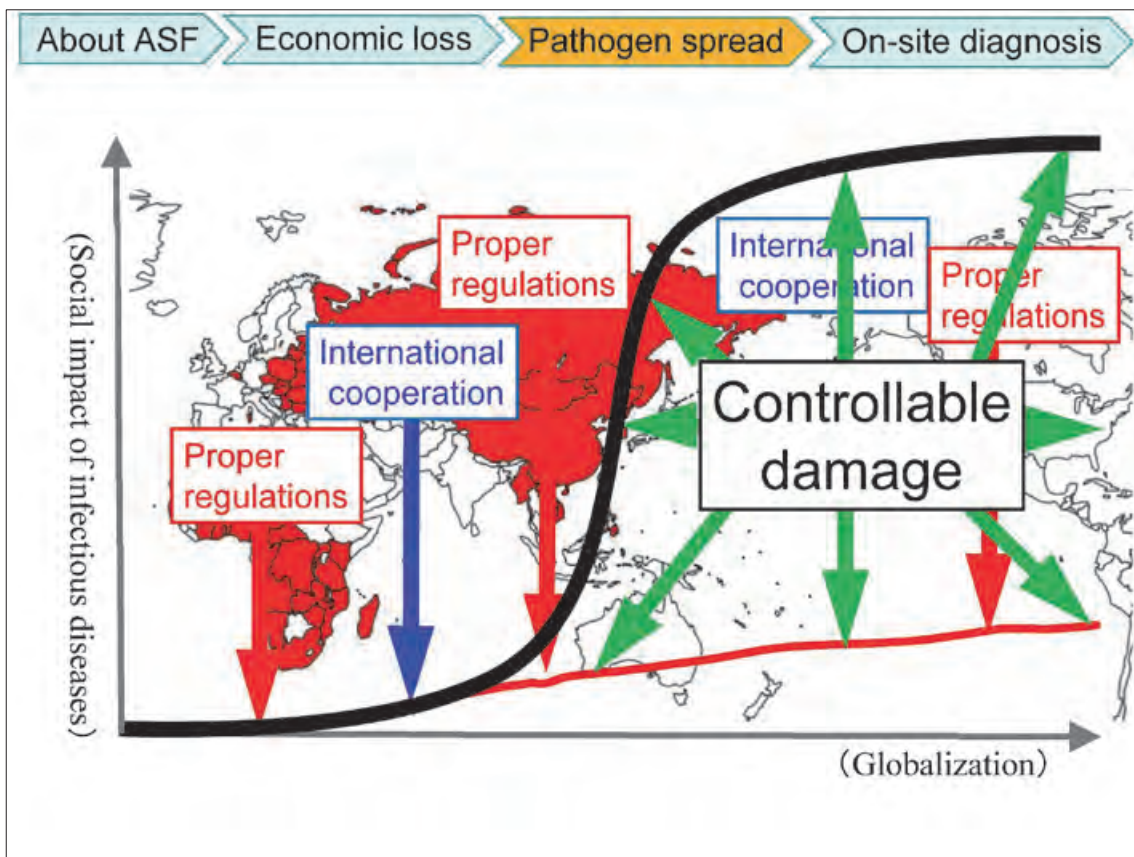 About ASF
Economic loss
Pathogen spread
On-site diagnosis
(Social impact of infectious diseases)
Proper
regulations
International
cooperation
Proper
regulations
International
cooperation
Proper
regulations
Controllable
damage
(Globalization)